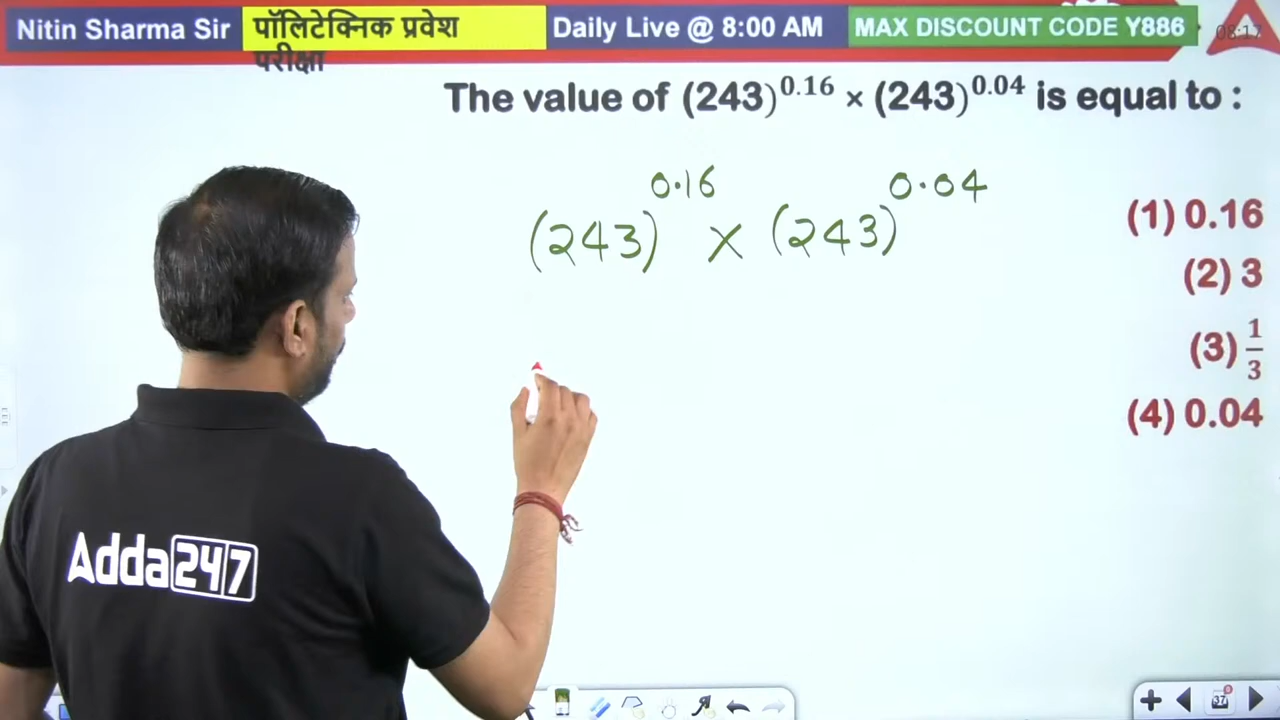 Nitin Sharma Sir पॉलिटेक्निक प्रवेश परीक्षा Daily Live @ 8:00 AM MAX DISCOUNT CODE Y886
The value of (243)^0.16 × (243)^0.04 is equal to :
(243)^0.16 × (243)^0.04
(1) 0.16
(2) 3
(3) 1/3
(4) 0.04
Adda247
37